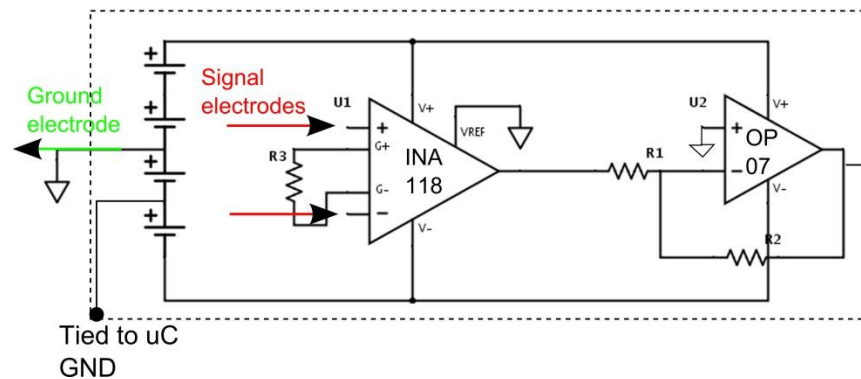 +
+
+
+
Ground
electrode
Signal
electrodes
U1
+
G+
R3
G-
-
V+
VREF
INA
118
V-
R1
U2
+
-
V+
OP
07
V-
R2
Tied to uC
GND